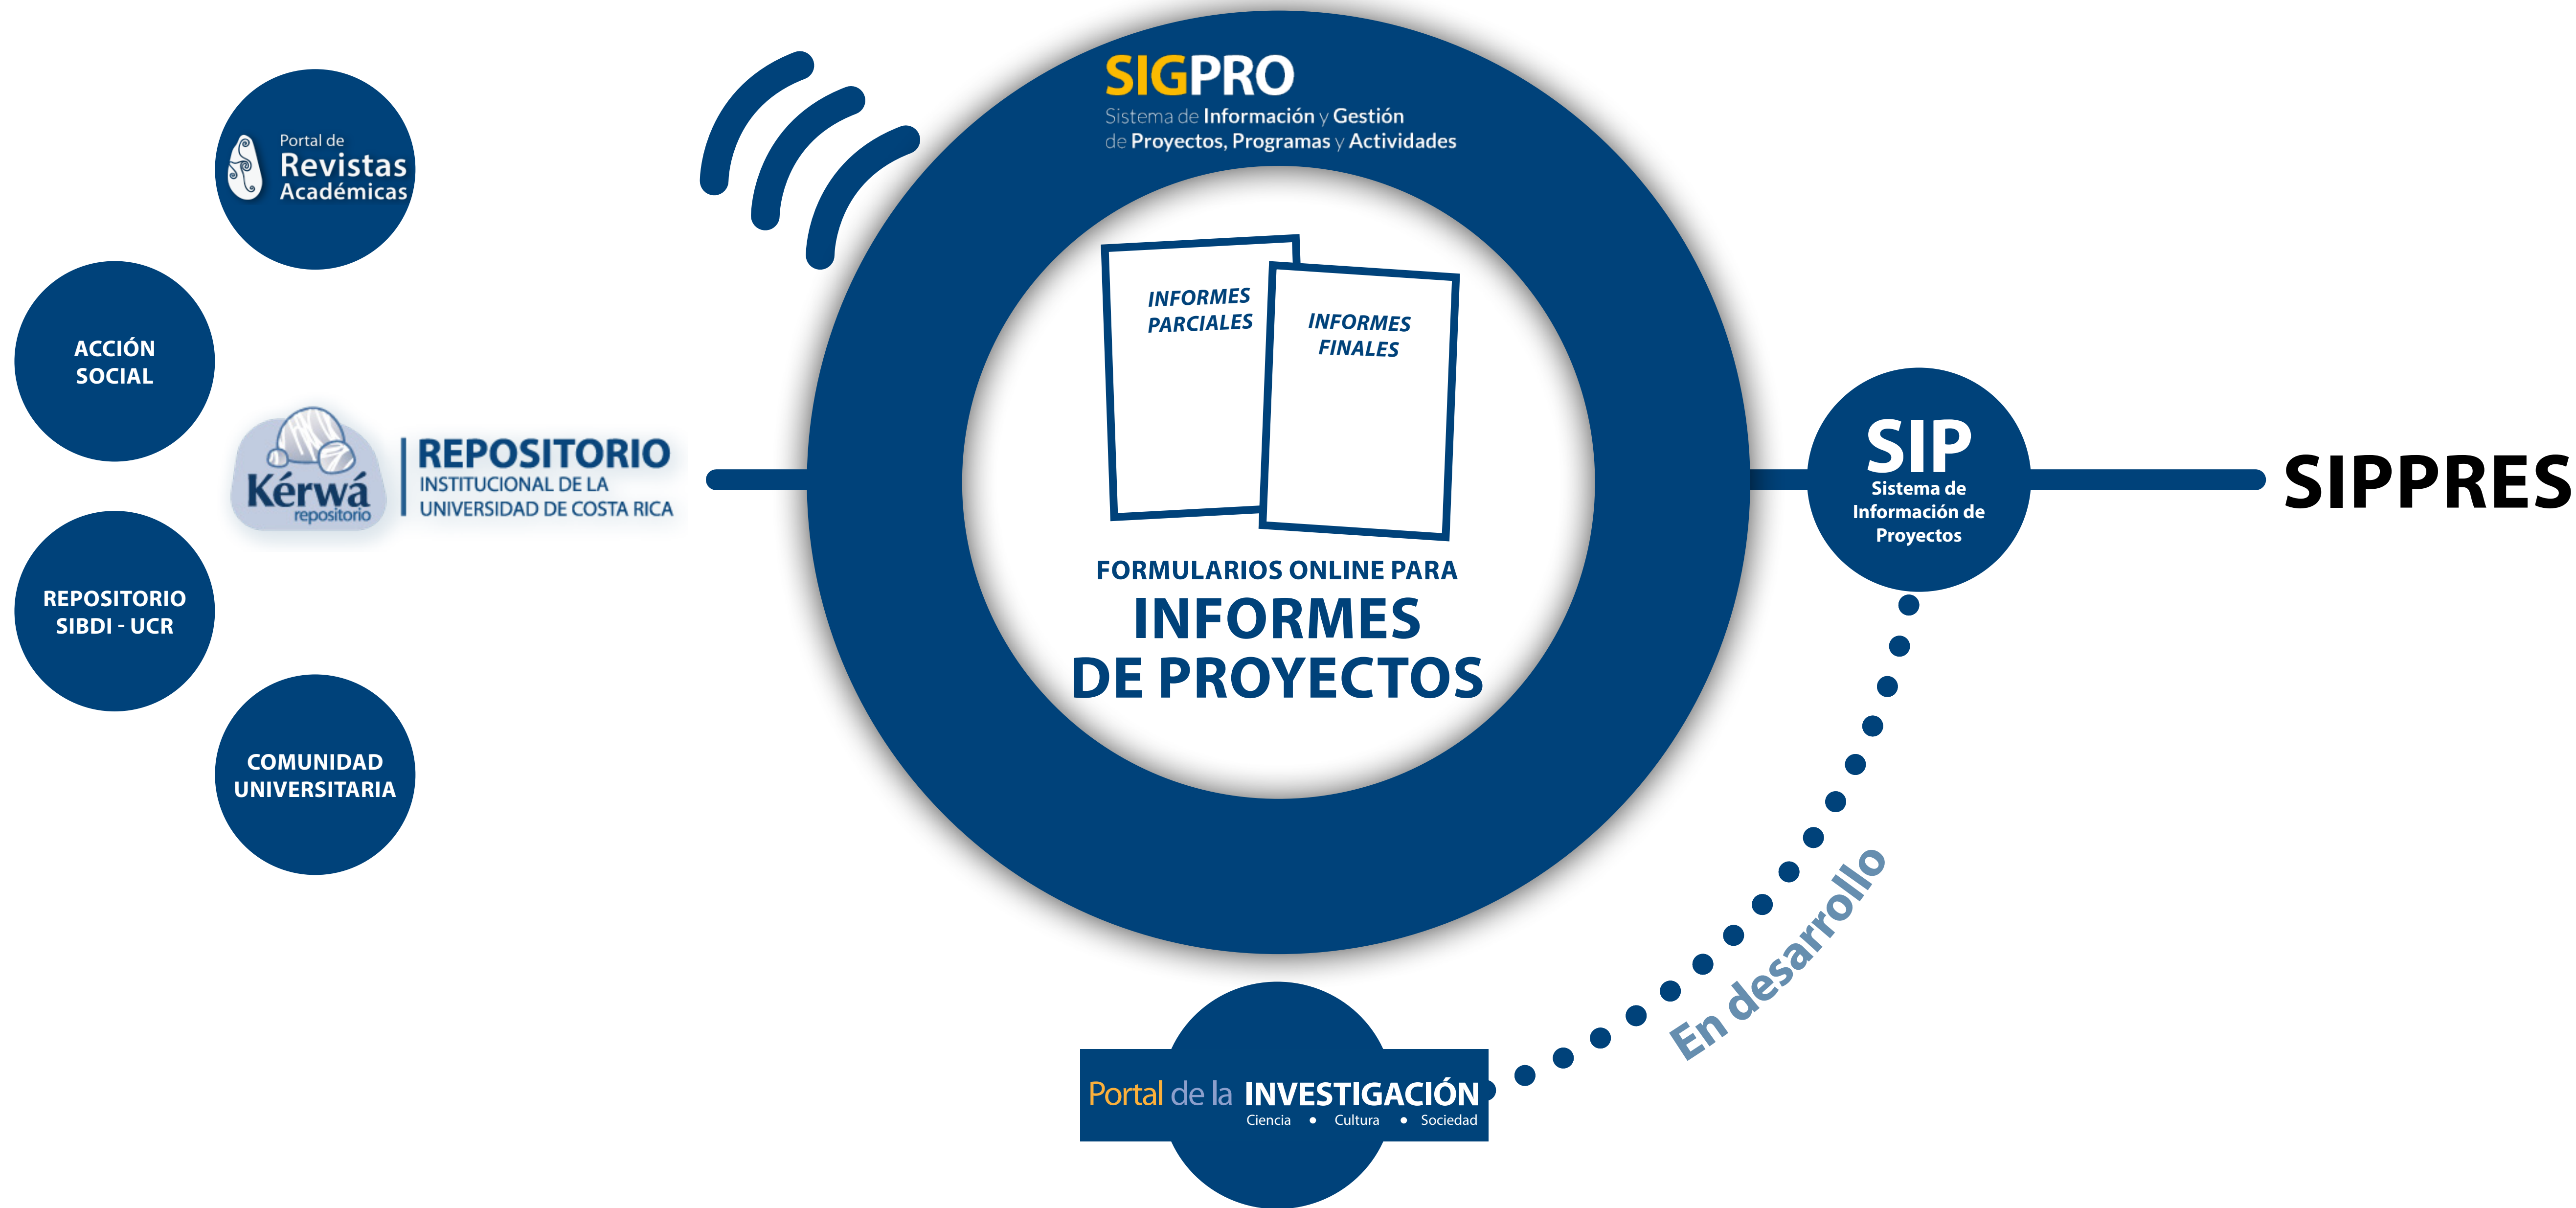 SIGPRO
Sistema de Información y Gestión
de Proyectos, Programas y Actividades
Portal de
Revistas
Académicas
ACCIÓN
SOCIAL
Kérwá
repositorio
REPOSITORIO
INSTITUCIONAL DE LA
UNIVERSIDAD DE COSTA RICA
REPOSITORIO
SIBDI - UCR
COMUNIDAD
UNIVERSITARIA
INFORMES
PARCIALES
INFORMES
FINALES
FORMULARIOS ONLINE PARA
INFORMES
DE PROYECTOS
SIP
Sistema de
Información de
Proyectos
SIPPRES
En desarrollo
Portal de la INVESTIGACIÓN
Ciencia • Cultura • Sociedad